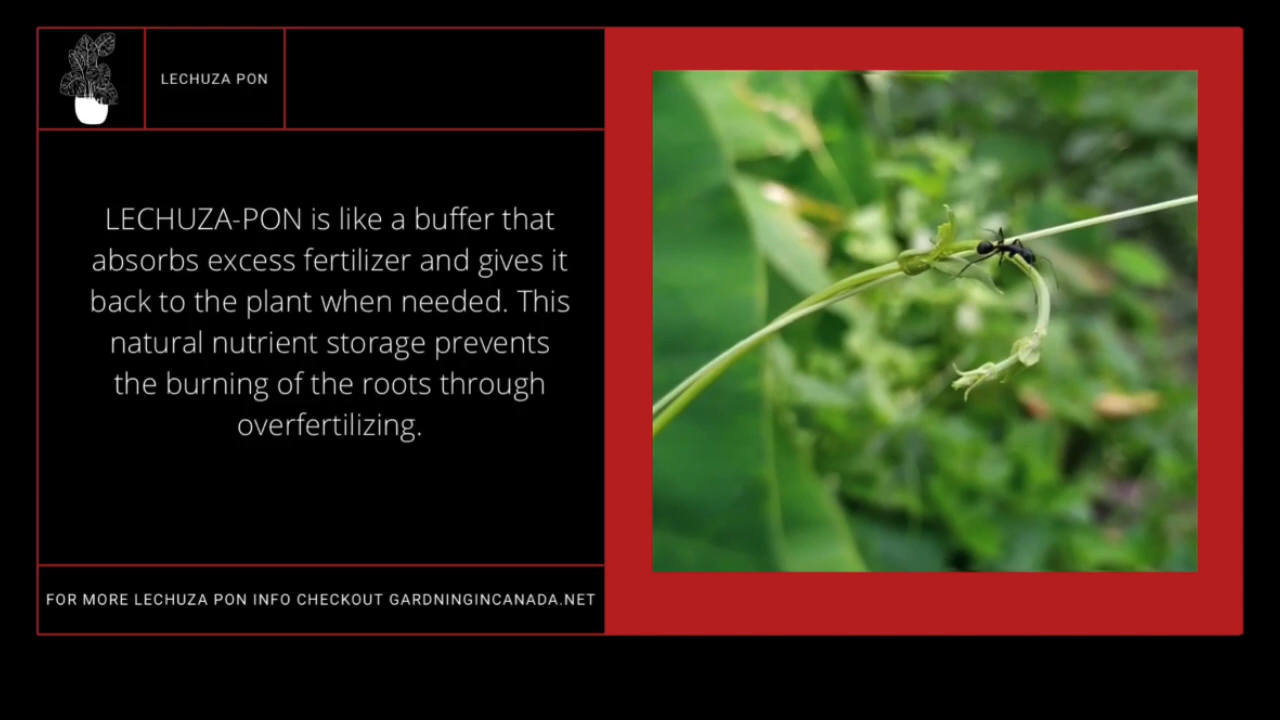 LECHUZA PON
LECHUZA-PON is like a buffer that
absorbs excess fertilizer and gives it
back to the plant when needed. This
natural nutrient storage prevents
the burning of the roots through
overfertilizing.
FOR MORE LECHUZA PON INFO CHECKOUT GARDNINGINCANADA.NET